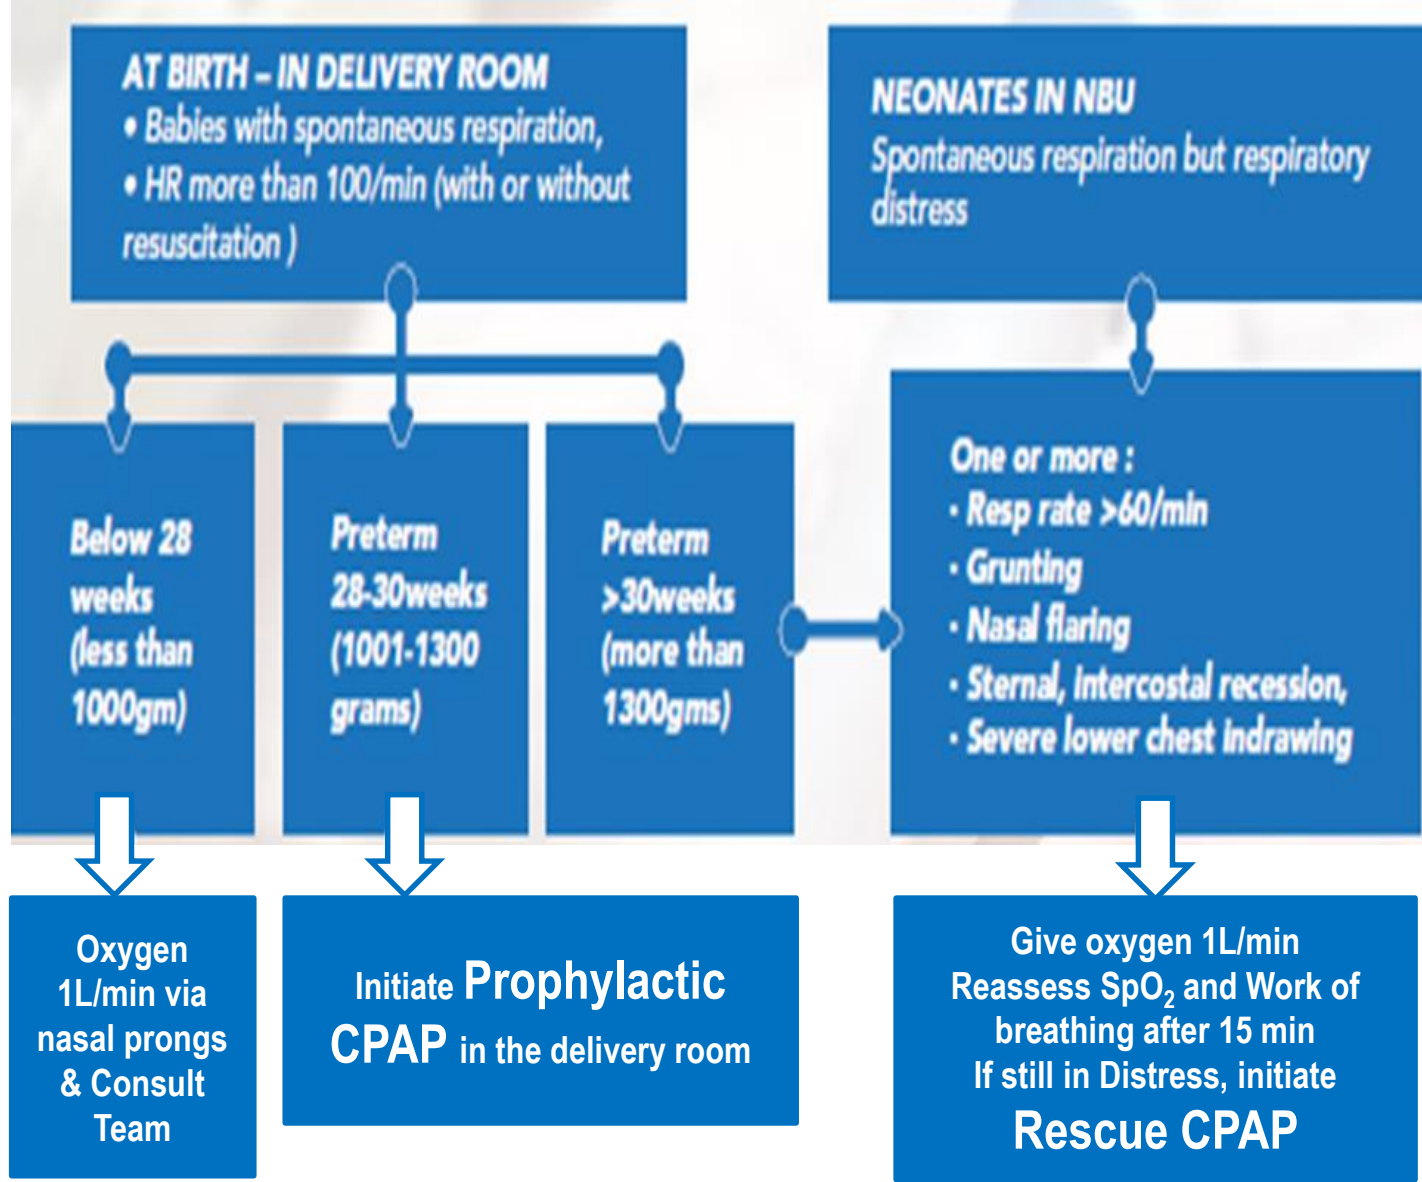 AT BIRTH – IN DELIVERY ROOM
• Babies with spontaneous respiration,
• HR more than 100/min (with or without
resuscitation )
NEONATES IN NBU
Spontaneous respiration but respiratory
distress
Below 28
weeks
(less than
1000gm)
Preterm
28-30weeks
(1001-1300
grams)
Preterm
>30weeks
(more than
1300gms)
One or more :
· Resp rate >60/min
· Grunting
· Nasal flaring
· Sternal, intercostal recession,
· Severe lower chest indrawing
Oxygen
1L/min via
nasal prongs
& Consult
Team
Initiate Prophylactic
CPAP in the delivery room
Give oxygen 1L/min
Reassess SpO₂ and Work of
breathing after 15 min
If still in Distress, initiate
Rescue CPAP